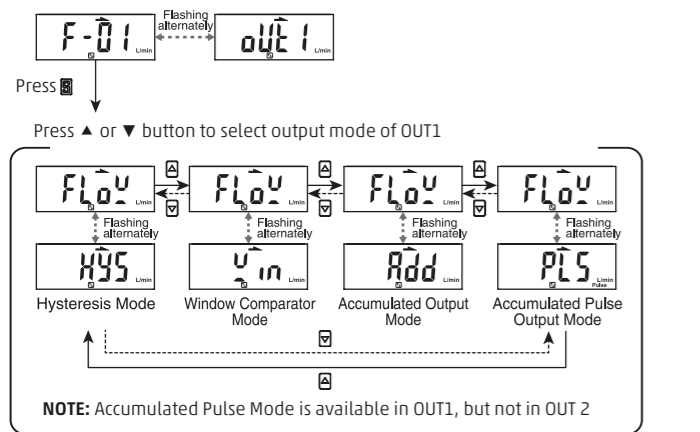 Flashing
alternately
F-01 L/min
oUt1 L/min
Press S
Press ▲ or ▼ button to select output mode of OUT1
FLoW L/min
FLoW L/min
FLoW L/min
FLoW L/min
Flashing
alternately
Flashing
alternately
Flashing
alternately
Flashing
alternately
HYS L/min
Win L/min
Add L/min
PLS L/min
Pulse
Hysteresis Mode
Window Comparator
Mode
Accumulated Output
Mode
Accumulated Pulse
Output Mode
NOTE: Accumulated Pulse Mode is available in OUT1, but not in OUT 2